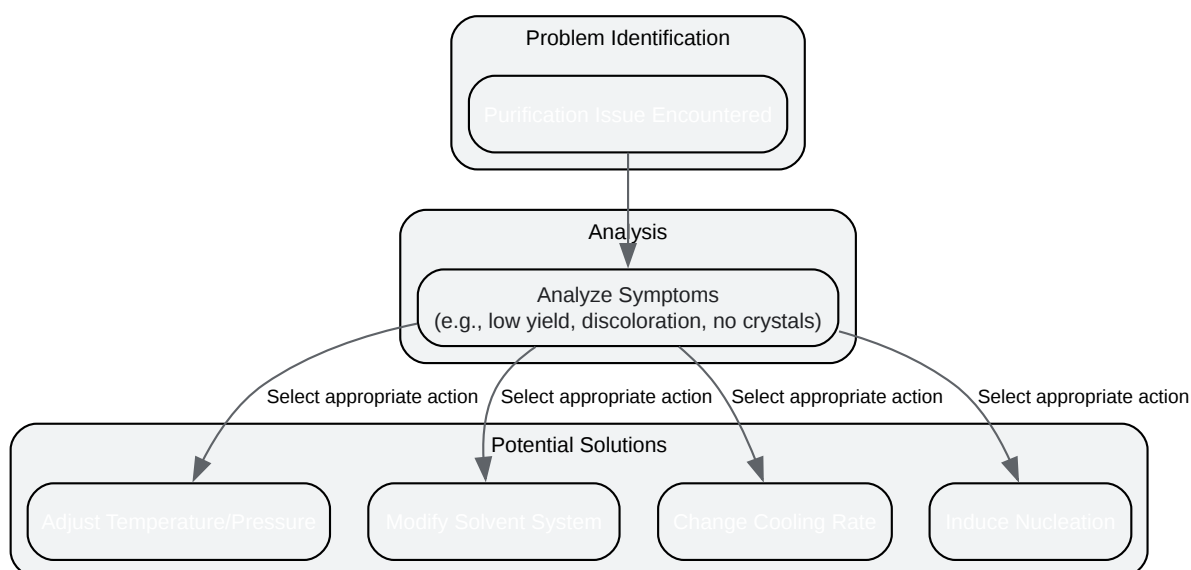 Problem Identification
Purification Issue Encountered
Analysis
Analyze Symptoms
(e.g., low yield, discoloration, no crystals)
Select appropriate action
Select appropriate action
Select appropriate action
Select appropriate action
Potential Solutions
Adjust Temperature/Pressure
Modify Solvent System
Change Cooling Rate
Induce Nucleation